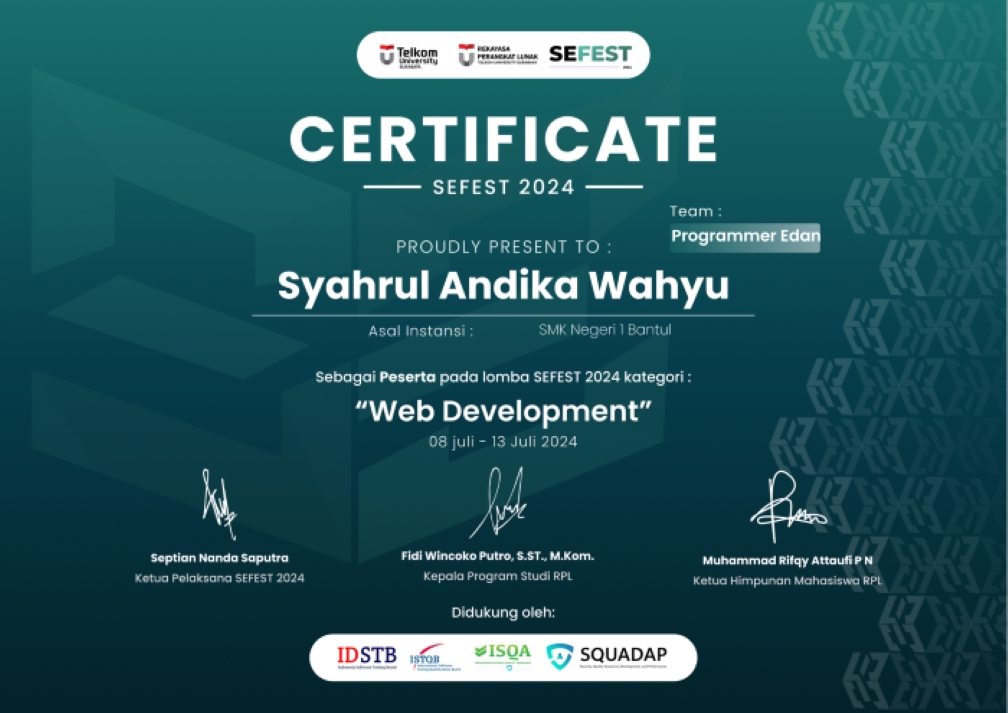 Telkom University
SURABAYA
REKAYASA PERANGKAT LUNAK
TELKOM UNIVERSITY SURABAYA
SEFEST
CERTIFICATE
SEFEST 2024
Team :
Programmer Edan
PROUDLY PRESENT TO :
Syahrul Andika Wahyu
Asal Instansi : SMK Negeri 1 Bantul
Sebagai Peserta pada lomba SEFEST 2024 kategori :
“Web Development”
08 juli - 13 Juli 2024
Septian Nanda Saputra
Ketua Pelaksana SEFEST 2024
Fidi Wincoko Putro, S.ST., M.Kom.
Kepala Program Studi RPL
Muhammad Rifqy Attaufi P N
Ketua Himpunan Mahasiswa RPL
Didukung oleh:
IDSTB
ISTQB
ISQA
SQUADAP